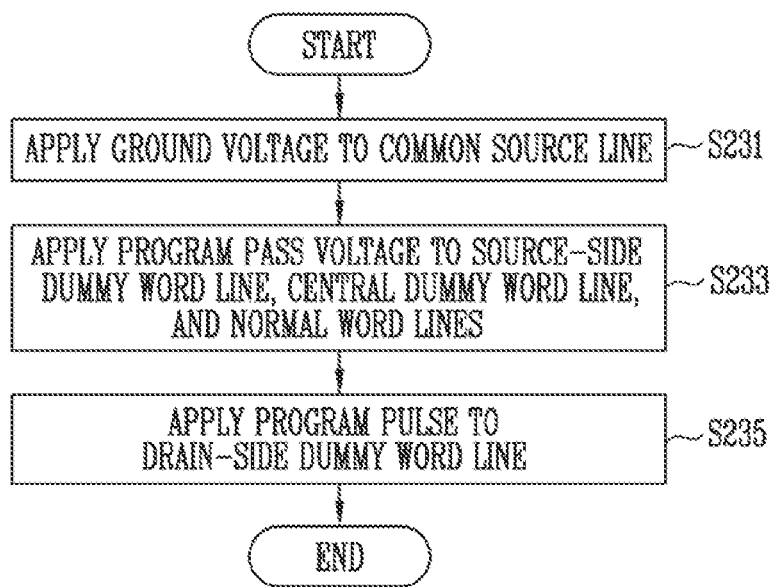 START
APPLY GROUND VOLTAGE TO COMMON SOURCE LINE
S231
APPLY PROGRAM PASS VOLTAGE TO SOURCE-SIDE
DUMMY WORD LINE, CENTRAL DUMMY WORD LINE,
AND NORMAL WORD LINES
S233
APPLY PROGRAM PULSE TO
DRAIN-SIDE DUMMY WORD LINE
S235
END